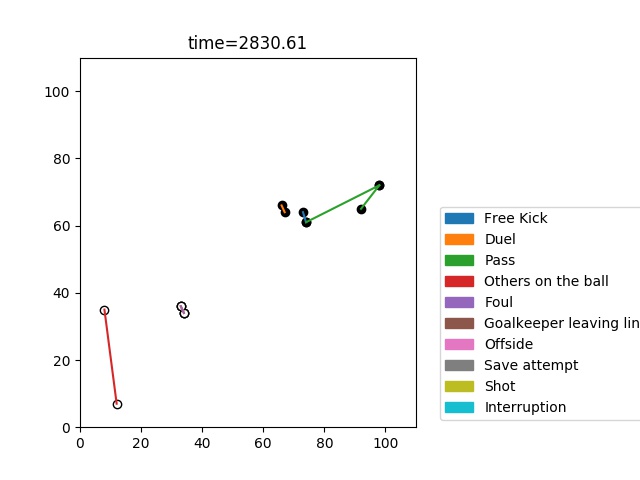 time=2830.61
100
80
60
40
20
0
0 20 40 60 80 100
Free Kick
Duel
Pass
Others on the ball
Foul
Goalkeeper leaving lin
Offside
Save attempt
Shot
Interruption